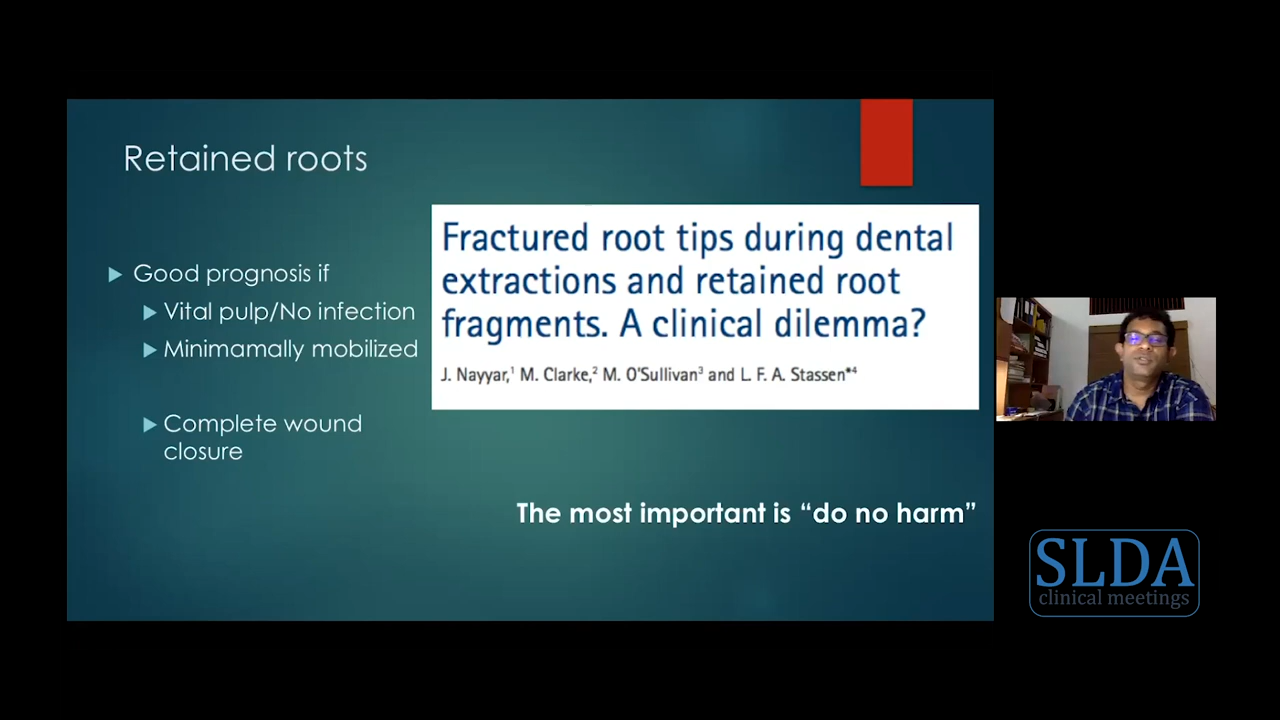 Retained roots
Good prognosis if
Vital pulp/No infection
Minimamally mobilized
Complete wound
closure
Fractured root tips during dental
extractions and retained root
fragments. A clinical dilemma?
J. Nayyar,¹ M. Clarke,² M. O'Sullivan³ and L. F. A. Stassen*⁴
The most important is “do no harm”
SLDA
clinical meetings